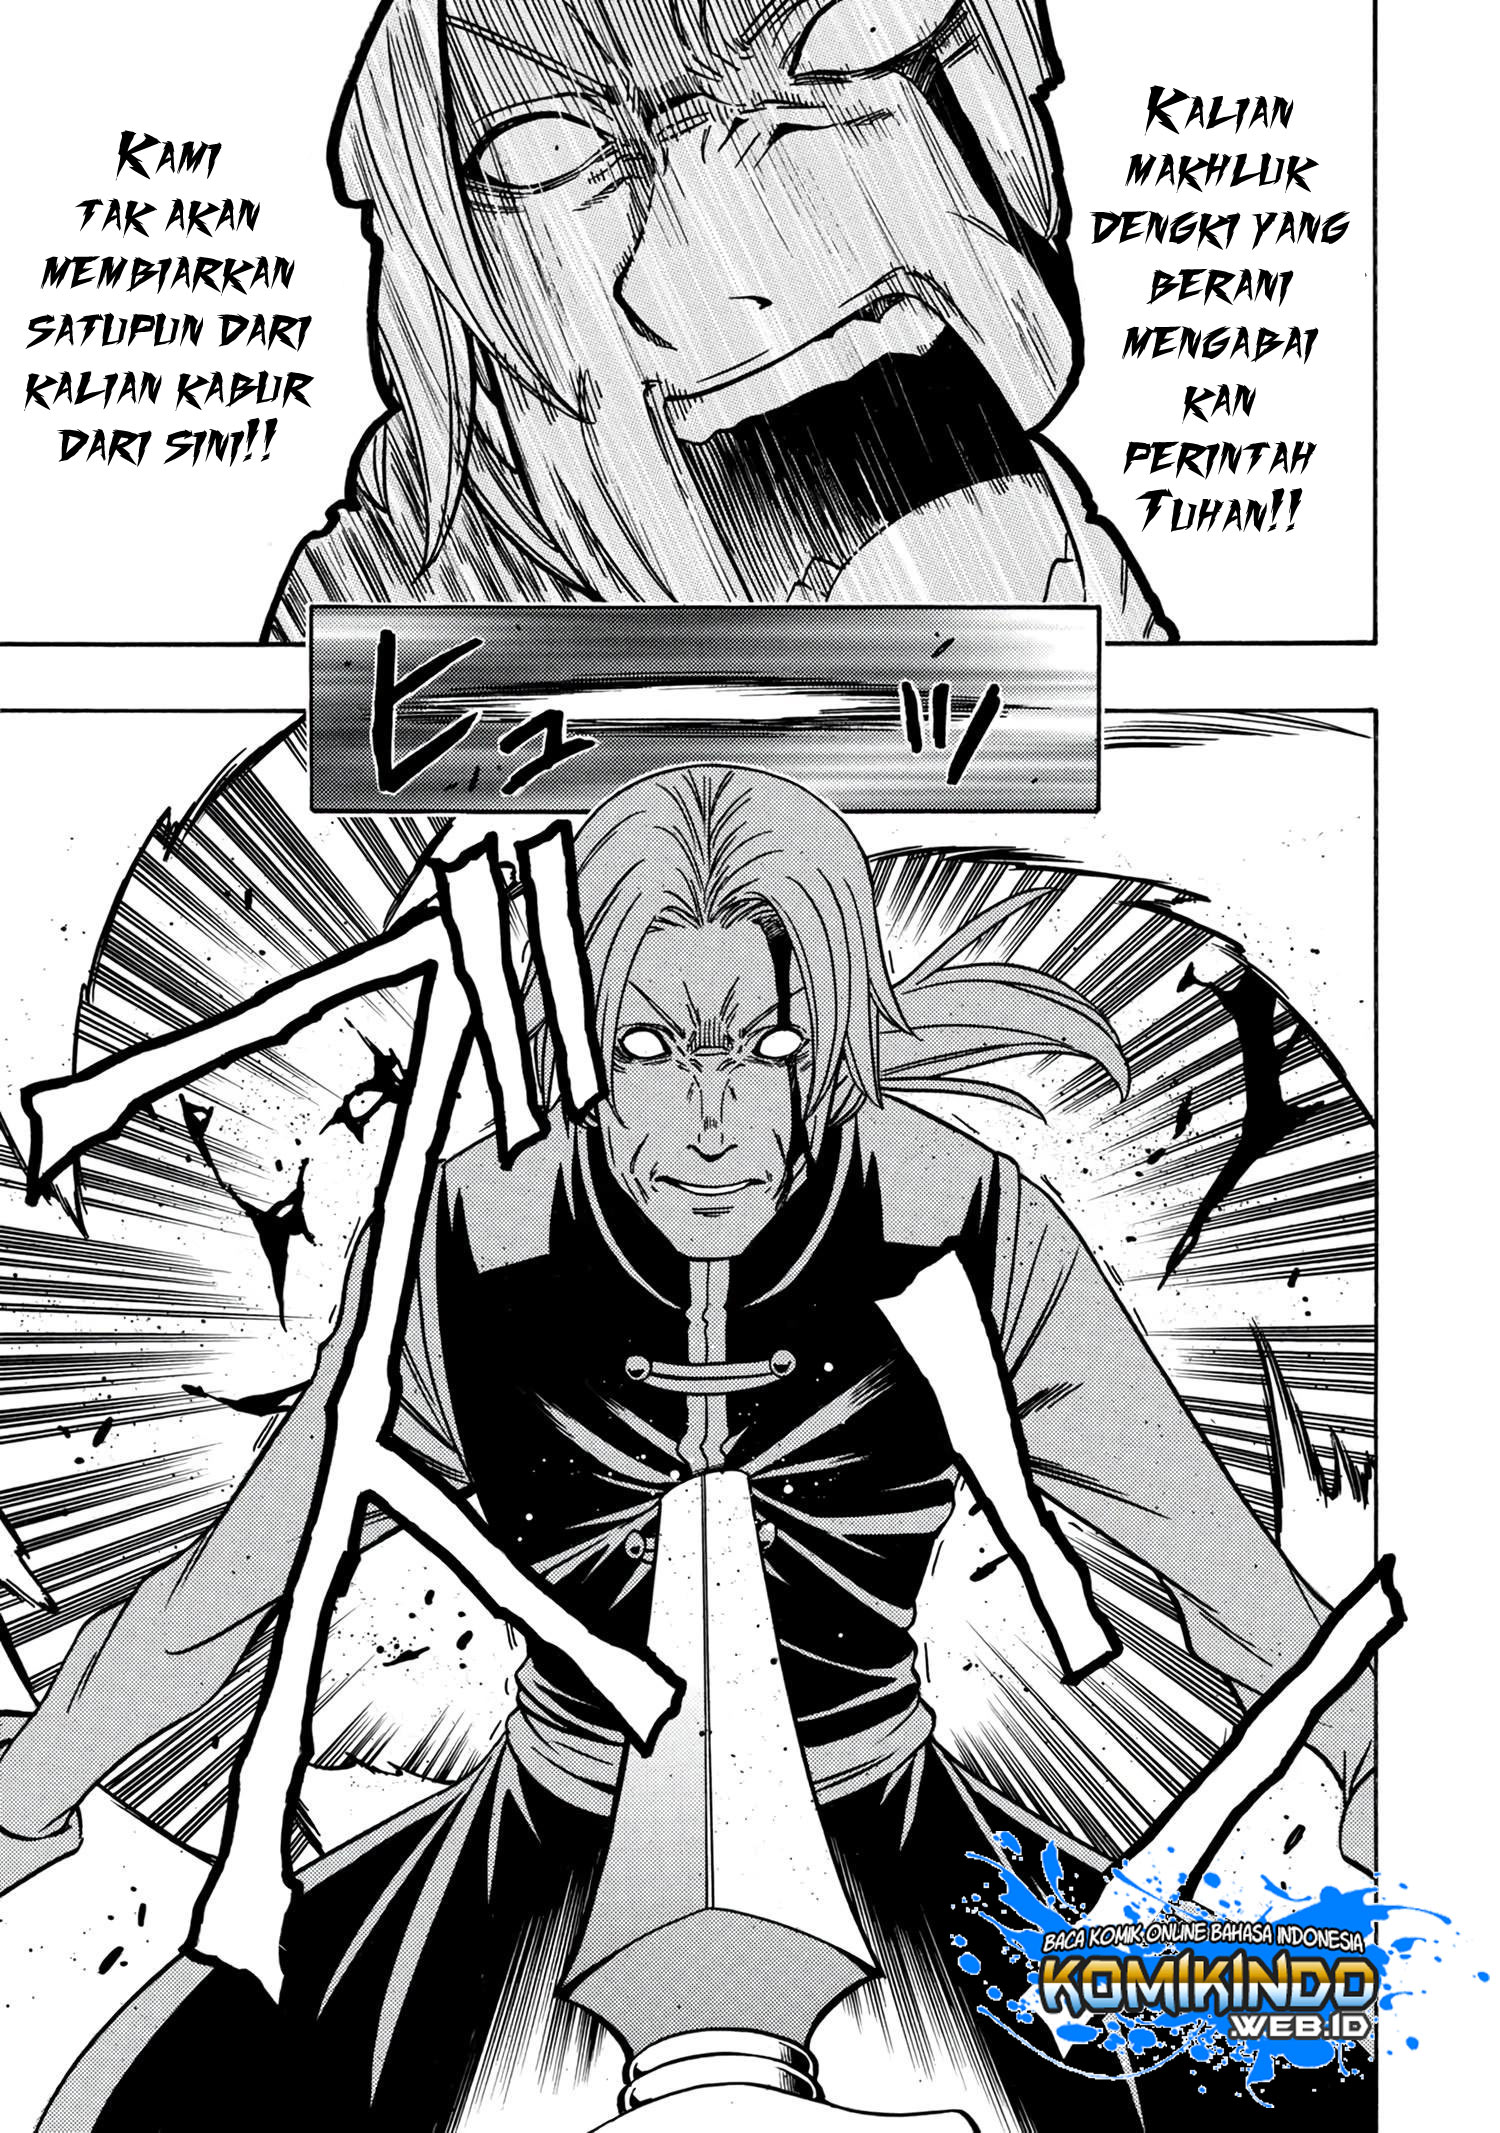 Kalian
makhluk
dengki yang
berani
mengabai
kan
perintah
Tuhan!!
Kami
tak akan
membiarkan
satupun dari
kalian kabur
dari sini!!
ヒュッ
BACA KOMIK ONLINE BAHASA INDONESIA
KOMIKINDO
.WEB.ID